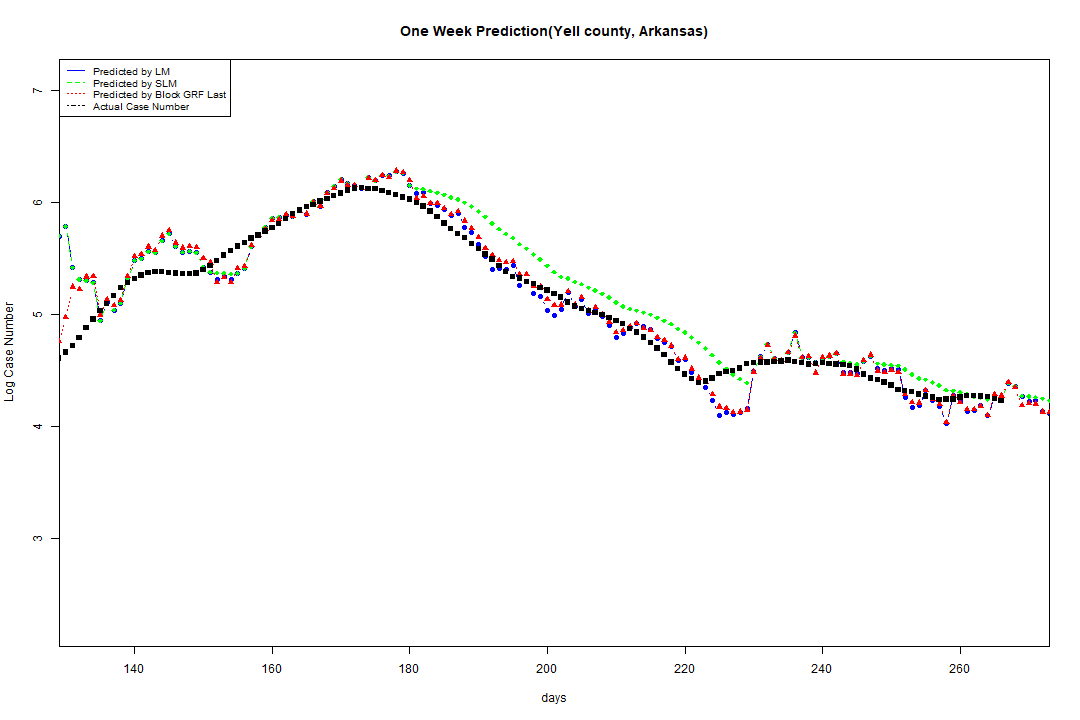 One Week Prediction(Yell county, Arkansas)
Predicted by LM
Predicted by SLM
Predicted by Block GRF Last
Actual Case Number
7
6
5
4
3
Log Case Number
140 160 180 200 220 240 260
days